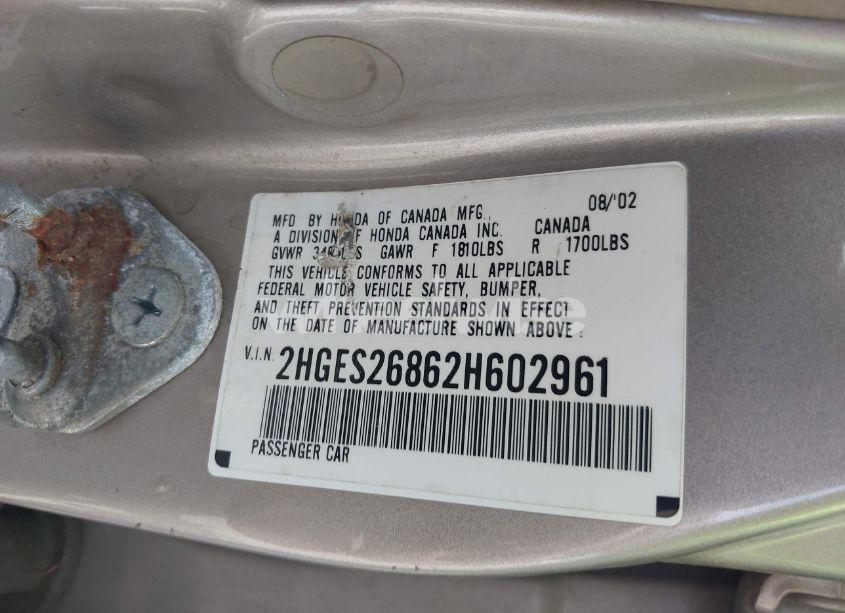 08/'02
MFD BY HONDA OF CANADA MFG.,
A DIVISION OF HONDA CANADA INC. CANADA
GVWR LBS GAWR F 1810LBS R 1700LBS
THIS VEHICLE CONFORMS TO ALL APPLICABLE
FEDERAL MOTOR VEHICLE SAFETY, BUMPER,
AND THEFT PREVENTION STANDARDS IN EFFECT
ON THE DATE OF MANUFACTURE SHOWN ABOVE.
V.I.N. 2HGES26862H602961
PASSENGER CAR